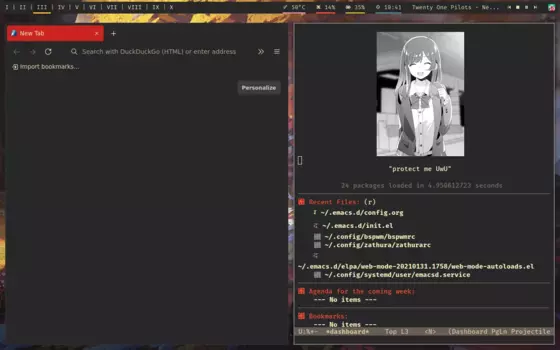 I | II | III | IV | V | VI | VII | VIII | IX | X
50°C 14% 35% 18:41 Twenty One Pilots - Ne...
New Tab
Search with DuckDuckGo (HTML) or enter address
Import bookmarks...
Personalize
"protect me UwU"
24 packages loaded in 4.950612723 seconds
Recent Files: (r)
~/.emacs.d/config.org
~/.emacs.d/init.el
~/.config/bspwm/bspwmrc
~/.config/zathura/zathurarc
~/.emacs.d/elpa/web-mode-20210131.1758/web-mode-autoloads.el
~/.config/systemd/user/emacsd.service
Agenda for the coming week:
--- No items ---
Bookmarks:
--- No items ---
U:%*- *dashboard* Top L3 <N> (Dashboard PgLn Projectile